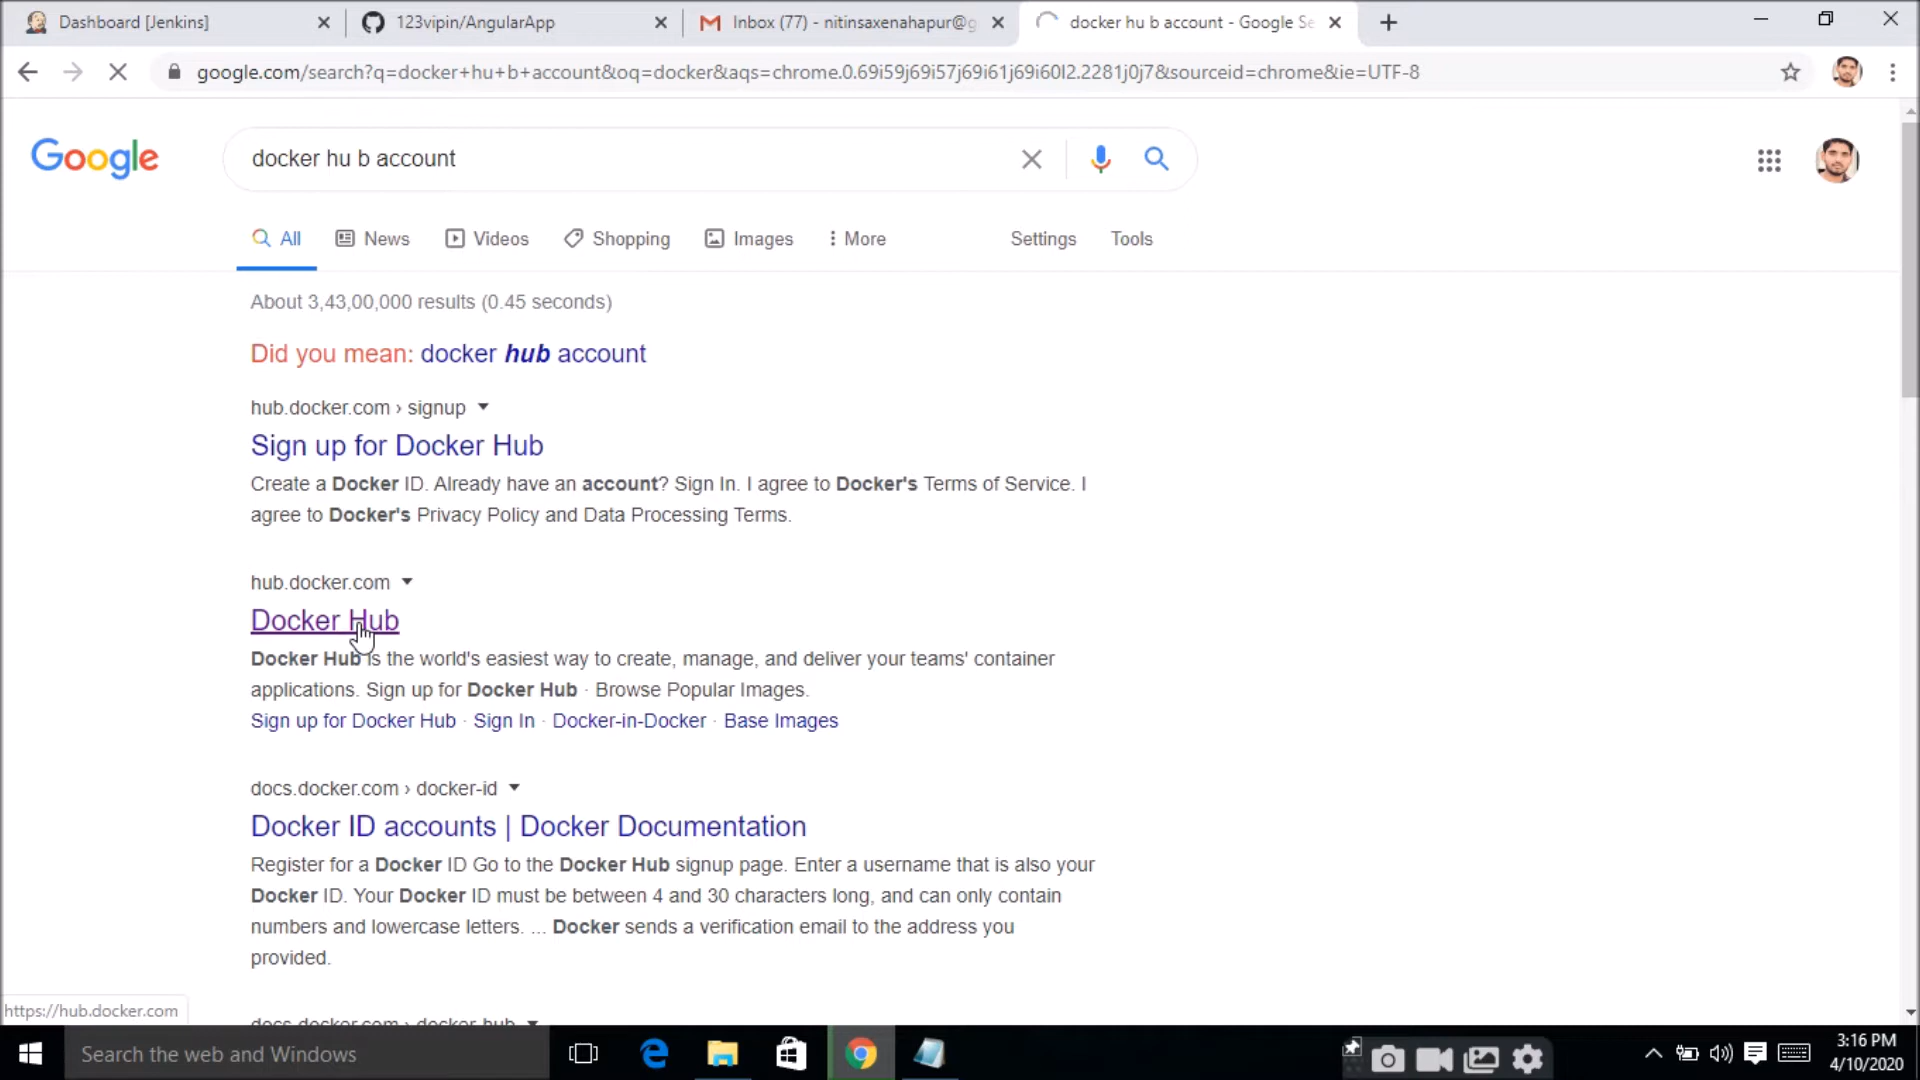 Dashboard [Jenkins]
123vipin/AngularApp
Inbox (77) - nitinsaxenahapur@g
docker hu b account - Google Se
google.com/search?q=docker+hu+b+account&oq=docker&aqs=chrome.0.69i59j69i57j69i61j69i60l2.2281j0j7&sourceid=chrome&ie=UTF-8
Google
docker hu b account
All
News
Videos
Shopping
Images
More
Settings
Tools
About 3,43,00,000 results (0.45 seconds)
Did you mean: docker hub account
hub.docker.com › signup
Sign up for Docker Hub
Create a Docker ID. Already have an account? Sign In. I agree to Docker's Terms of Service. I
agree to Docker's Privacy Policy and Data Processing Terms.
hub.docker.com
Docker Hub
Docker Hub is the world's easiest way to create, manage, and deliver your teams' container
applications. Sign up for Docker Hub · Browse Popular Images.
Sign up for Docker Hub · Sign In · Docker-in-Docker · Base Images
docs.docker.com › docker-id
Docker ID accounts | Docker Documentation
Register for a Docker ID Go to the Docker Hub signup page. Enter a username that is also your
Docker ID. Your Docker ID must be between 4 and 30 characters long, and can only contain
numbers and lowercase letters. ... Docker sends a verification email to the address you
provided.
docs.docker.com › docker-hub
https://hub.docker.com
Search the web and Windows
3:16 PM
4/10/2020